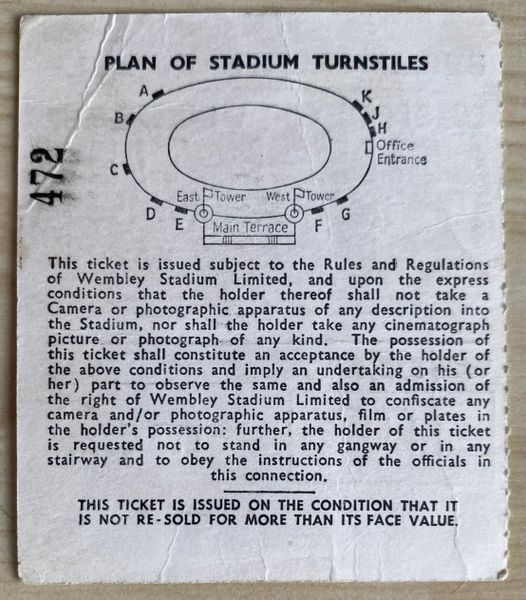 PLAN OF STADIUM TURNSTILES
A
K
B
J
H
472
Office
Entrance
C
East Tower
West Tower
D
E
F
G
Main Terrace
This ticket is issued subject to the Rules and Regulations
of Wembley Stadium Limited, and upon the express
conditions that the holder thereof shall not take a
Camera or photographic apparatus of any description into
the Stadium, nor shall the holder take any cinematograph
picture or photograph of any kind. The possession of
this ticket shall constitute an acceptance by the holder of
the above conditions and imply an undertaking on his (or
her) part to observe the same and also an admission of
the right of Wembley Stadium Limited to confiscate any
camera and/or photographic apparatus, film or plates in
the holder's possession: further, the holder of this ticket
is requested not to stand in any gangway or in any
stairway and to obey the instructions of the officials in
this connection.
THIS TICKET IS ISSUED ON THE CONDITION THAT IT
IS NOT RE-SOLD FOR MORE THAN ITS FACE VALUE.